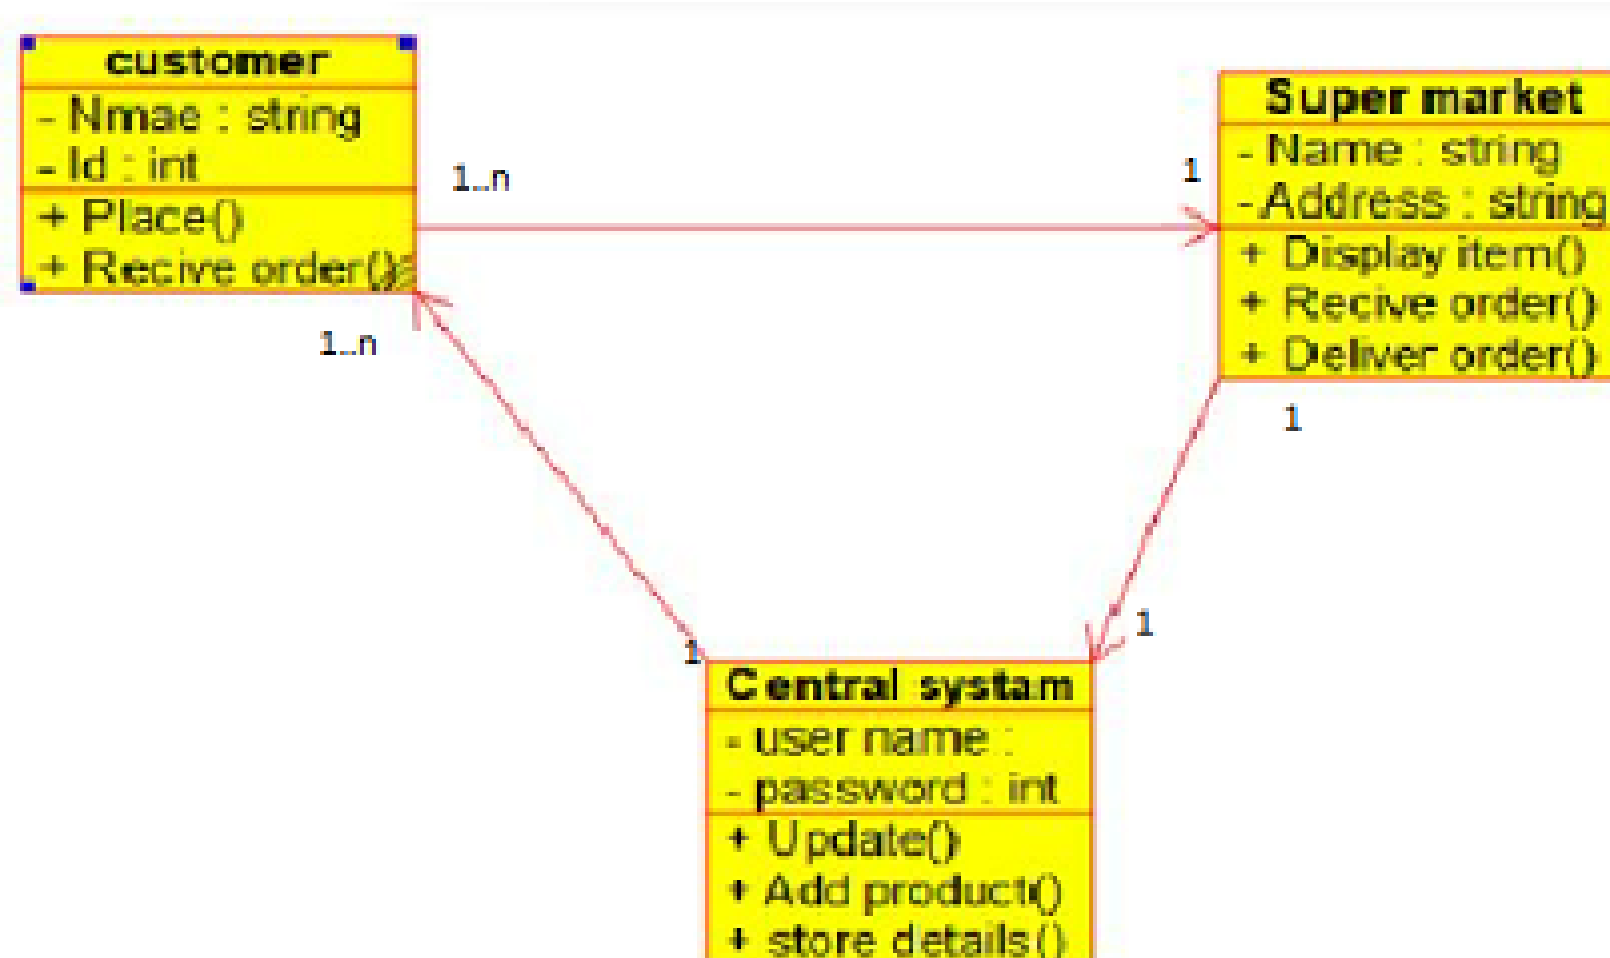 customer
- Nmae : string
- Id : int
+ Place()
+ Recive order()
1..n
1
Super market
- Name : string
- Address : string
+ Display item()
+ Recive order()
+ Deliver order()
1..n
1
1
1
Central systam
- user name :
- password : int
+ Update()
+ Add product()
+ store details()